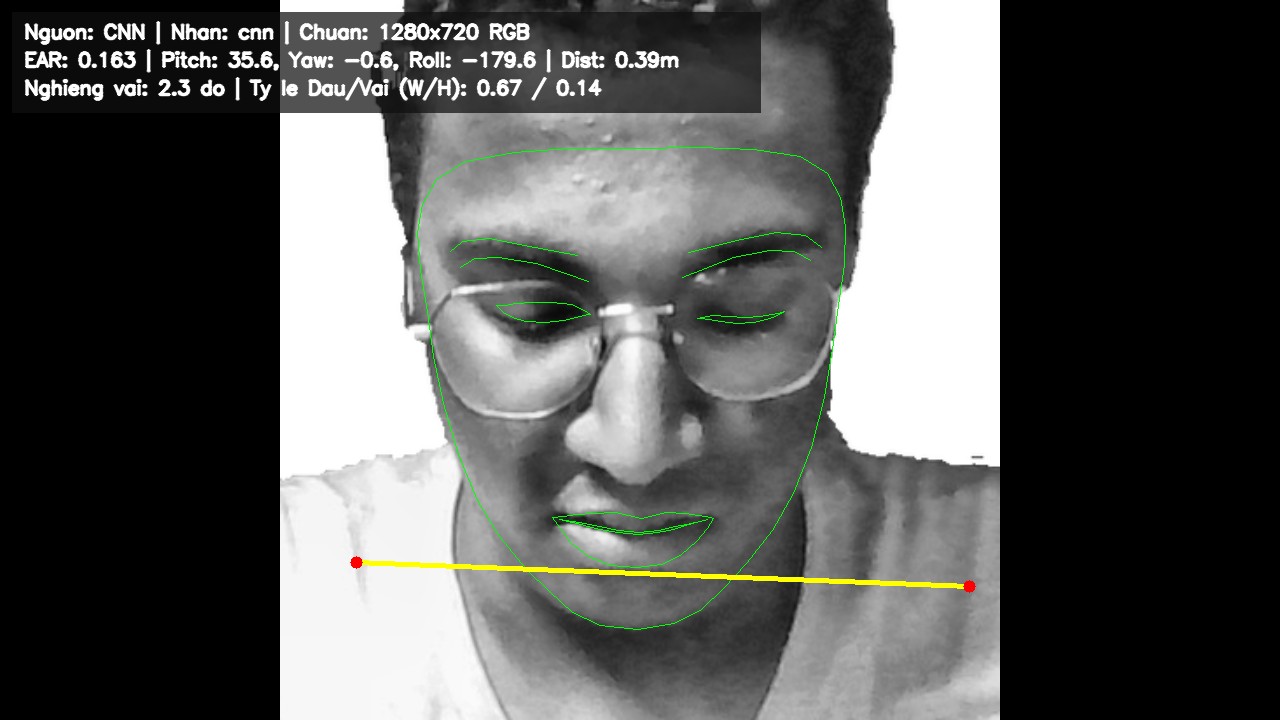 Nguon: CNN | Nhan: cnn | Chuan: 1280x720 RGB
EAR: 0.163 | Pitch: 35.6, Yaw: -0.6, Roll: -179.6 | Dist: 0.39m
Nghieng vai: 2.3 do | Ty le Dau/Vai (W/H): 0.67 / 0.14